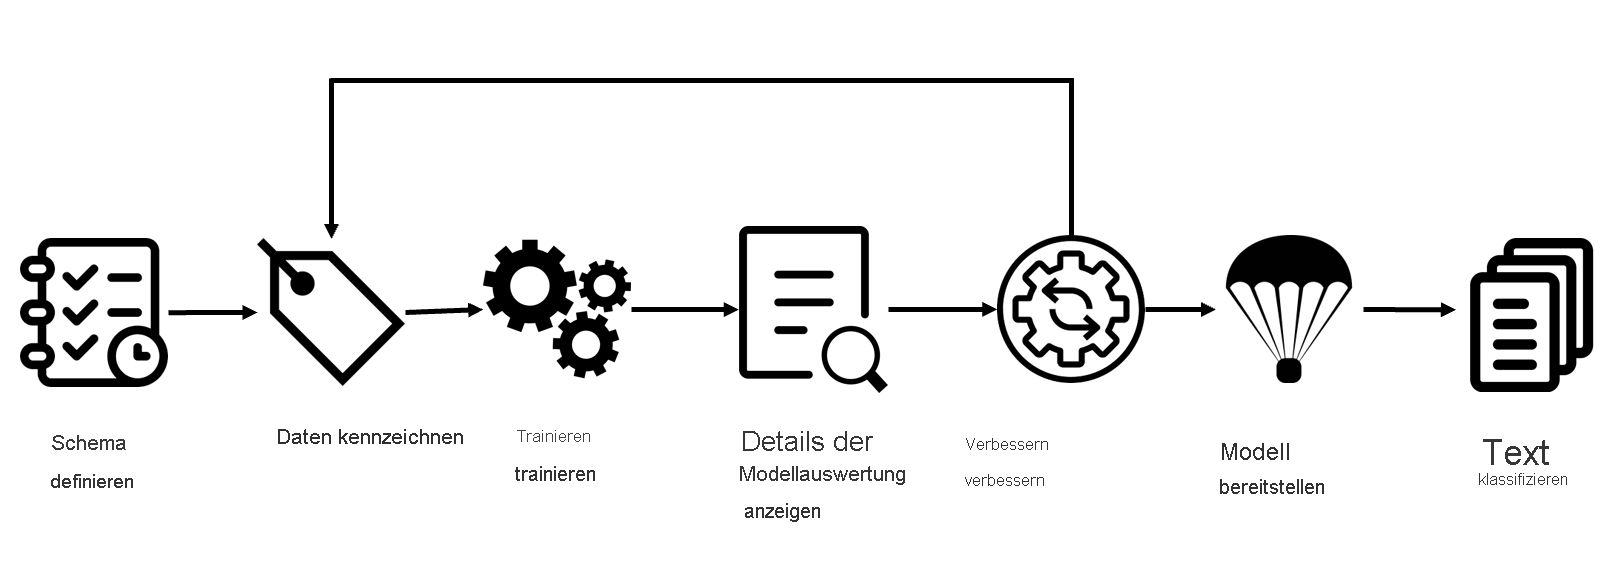 Schema
definieren
Daten kennzeichnen
Trainieren
trainieren
Details der
Modellauswertung
anzeigen
Verbessern
verbessern
Modell
bereitstellen
Text
klassifizieren